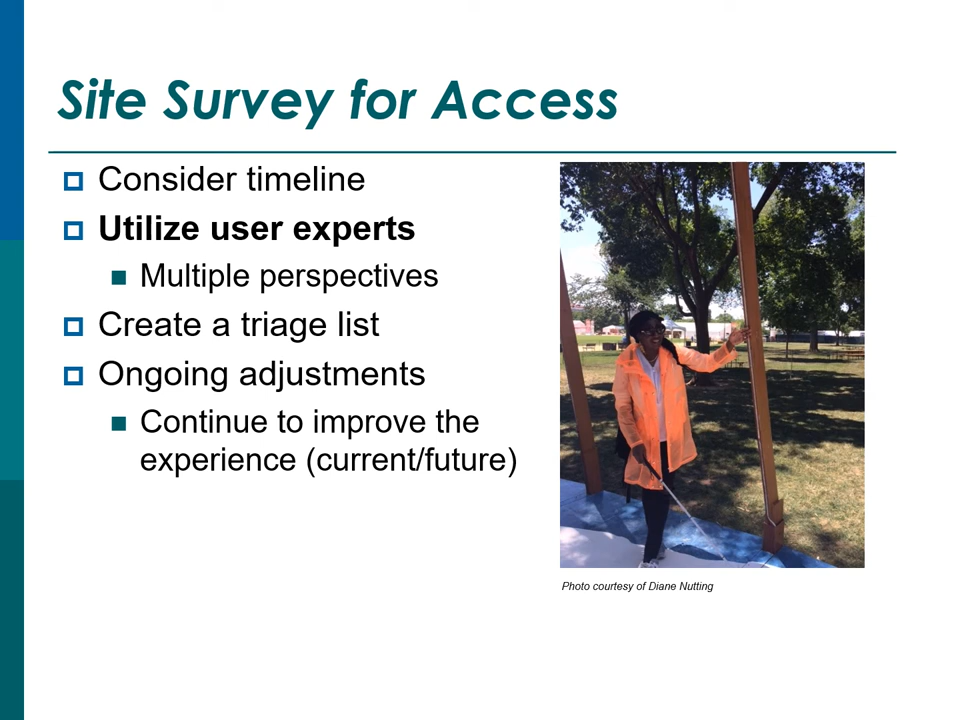 Site Survey for Access
Consider timeline
Utilize user experts
Multiple perspectives
Create a triage list
Ongoing adjustments
Continue to improve the
experience (current/future)
Photo courtesy of Diane Nutting